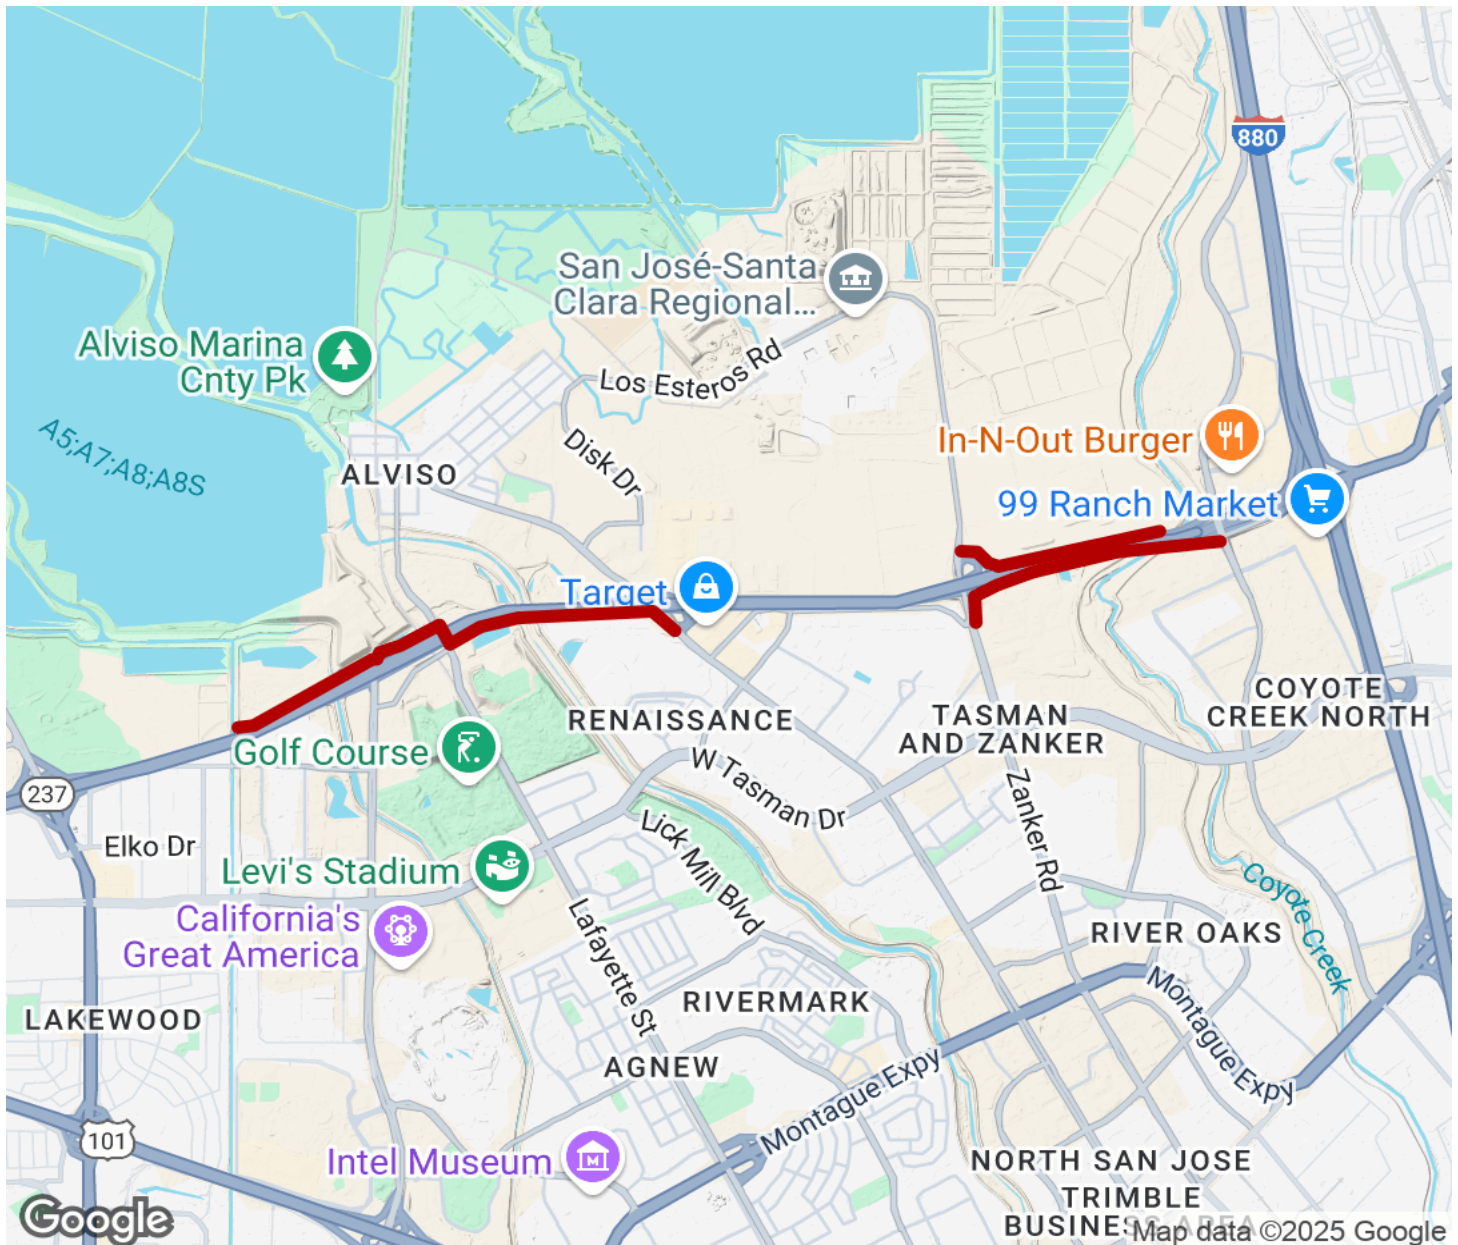 880
San José-Santa
Clara Regional...
Alviso Marina
Cnty Pk
Los Esteros Rd
A5;A7;A8;A8S
Disk Dr
In-N-Out Burger
ALVISO
99 Ranch Market
Target
COYOTE
CREEK NORTH
RENAISSANCE
TASMAN
AND ZANKER
Golf Course
W Tasman Dr
237
Zanker Rd
Elko Dr
Lick Mill Blvd
Levi's Stadium
Coyote Creek
California's
Great America
Lafayette St
RIVER OAKS
RIVERMARK
LAKEWOOD
Montague Expy
AGNEW
Montague Expy
101
Intel Museum
NORTH SAN JOSE
TRIMBLE
BUSINESS AREA
Google
Map data ©2025 Google